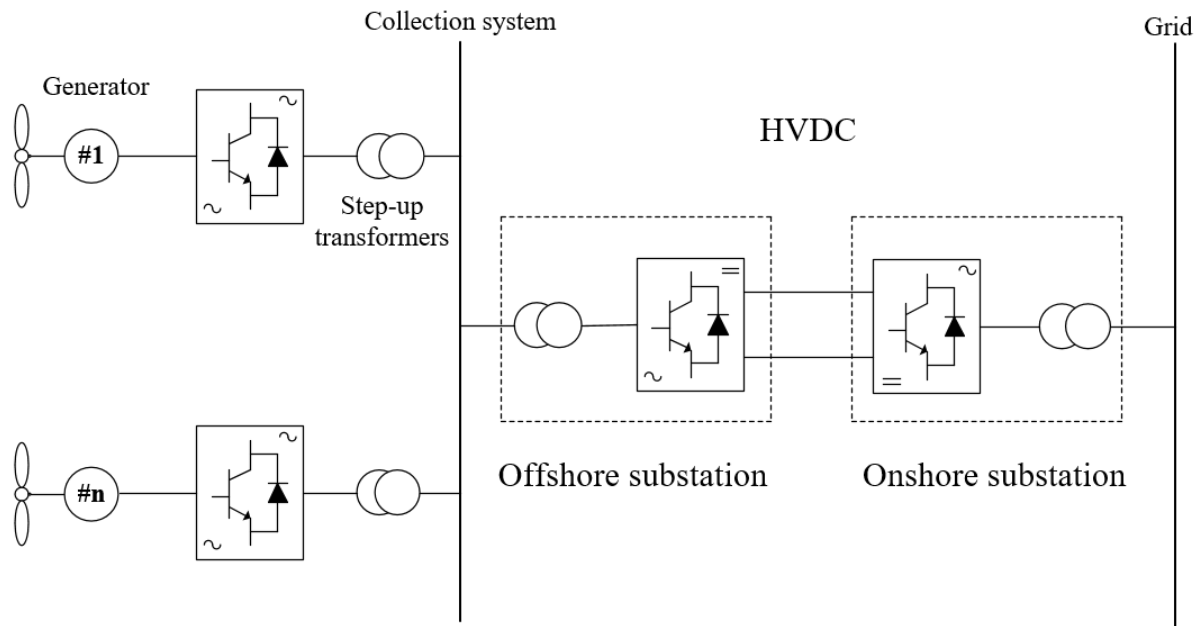 Collection system
Grid
Generator
#1
HVDC
Step-up
transformers
#n
Offshore substation
Onshore substation